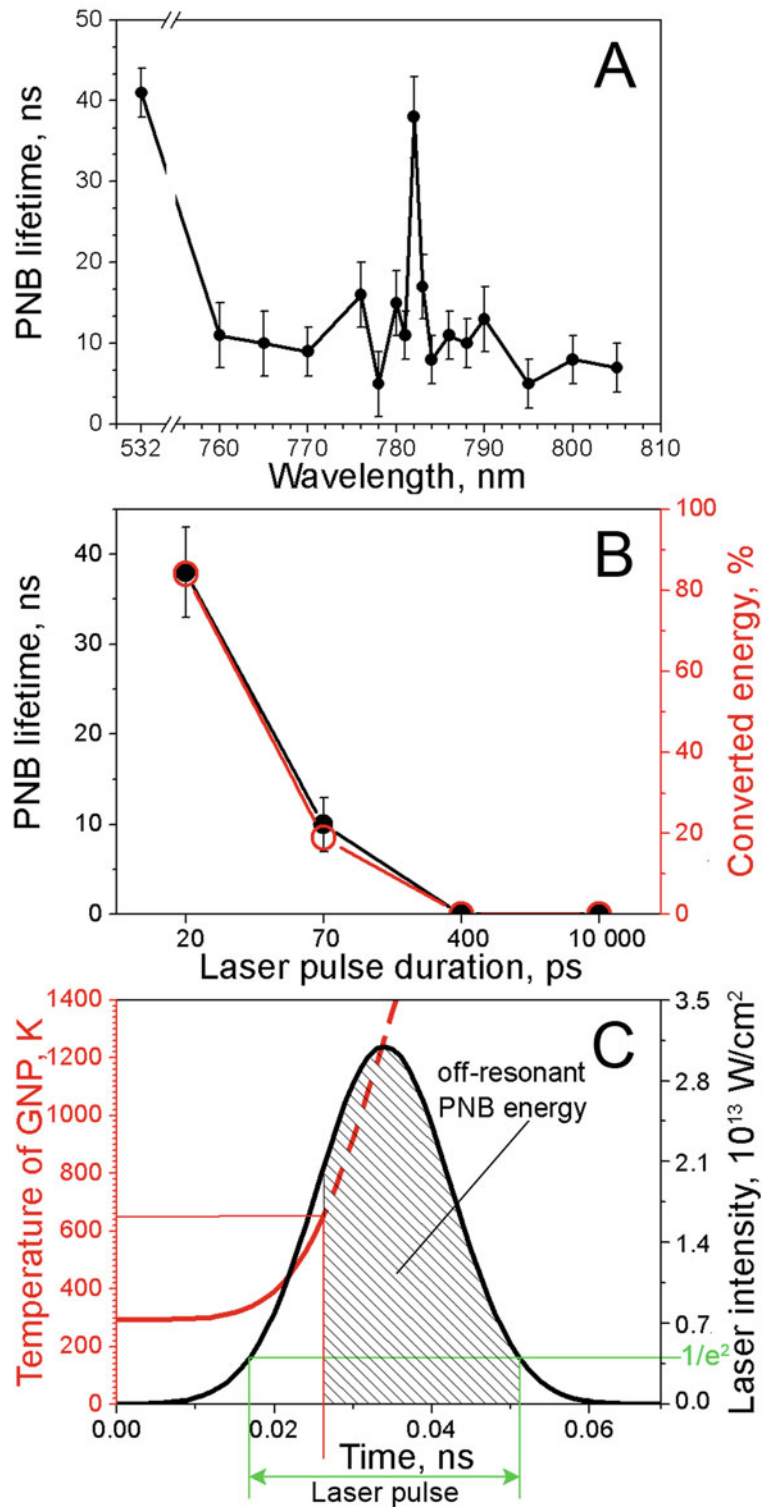 A
PNB lifetime, ns
50
40
30
20
10
0
532 760 770 780 790 800 810
Wavelength, nm
B
PNB lifetime, ns
40
30
20
10
0
100
80
60
40
20
0
Converted energy, %
20 70 400 10 000
Laser pulse duration, ps
C
Temperature of GNP, K
1400
1200
1000
800
600
400
200
0
off-resonant
PNB energy
3.5
2.8
2.1
1.4
0.7
0.0
1/e²
Laser intensity, 10¹³ W/cm²
0.00 0.02 0.04 0.06
Time, ns
Laser pulse